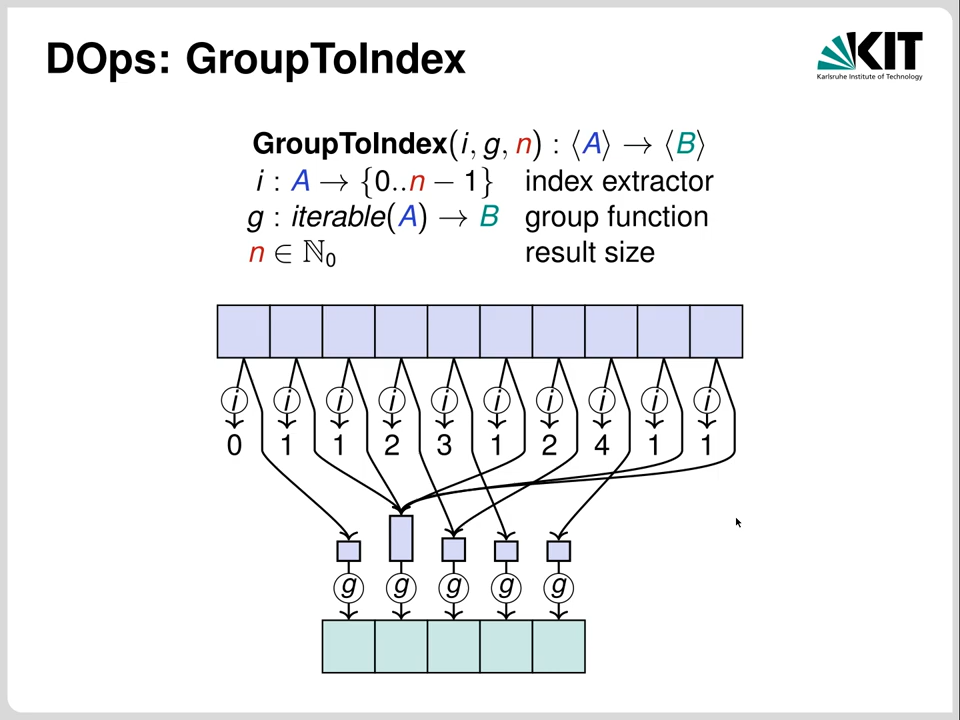 DOps: GroupToIndex
KIT
Karlsruhe Institute of Technology
GroupToIndex(i, g, n) : ⟨A⟩ → ⟨B⟩
i : A → {0..n − 1} index extractor
g : iterable(A) → B group function
n ∈ ℕ₀ result size
i i i i i i i i i i
0 1 1 2 3 1 2 4 1 1
g g g g g